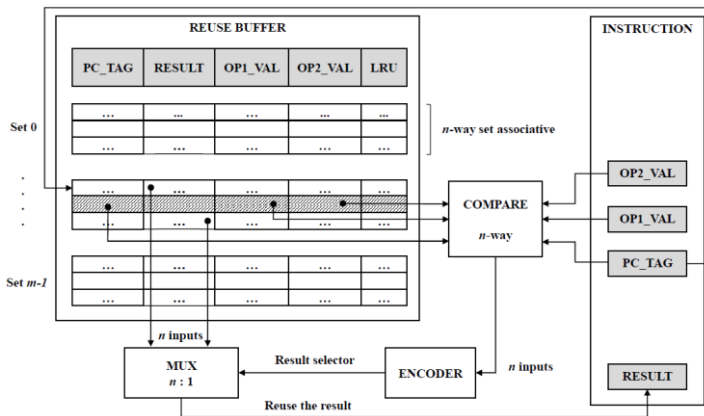 REUSE BUFFER
INSTRUCTION
PC_TAG RESULT OP1_VAL OP2_VAL LRU
Set 0
... ... ... ... ...
... ... ... ... ...
n-way set associative
.
.
.
.
... ... ... ... ...
... ... ... ... ...
COMPARE
n-way
OP2_VAL
OP1_VAL
PC_TAG
Set m-1
... ... ... ... ...
... ... ... ... ...
n inputs
MUX
n : 1
Result selector
ENCODER
n inputs
RESULT
Reuse the result